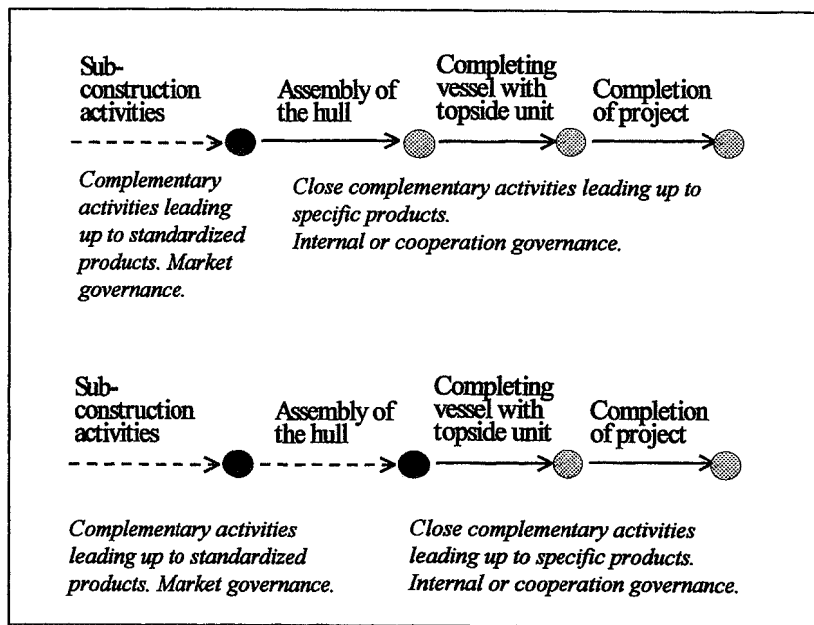 Sub-
construction
activities
Assembly of
the hull
Completing
vessel with
topside unit
Completion
of project
Complementary
activities leading
up to standardized
products. Market
governance.
Close complementary activities leading up to
specific products.
Internal or cooperation governance.
Sub-
construction
activities
Assembly of
the hull
Completing
vessel with
topside unit
Completion
of project
Complementary activities
leading up to standardized
products. Market governance.
Close complementary activities
leading up to specific products.
Internal or cooperation governance.